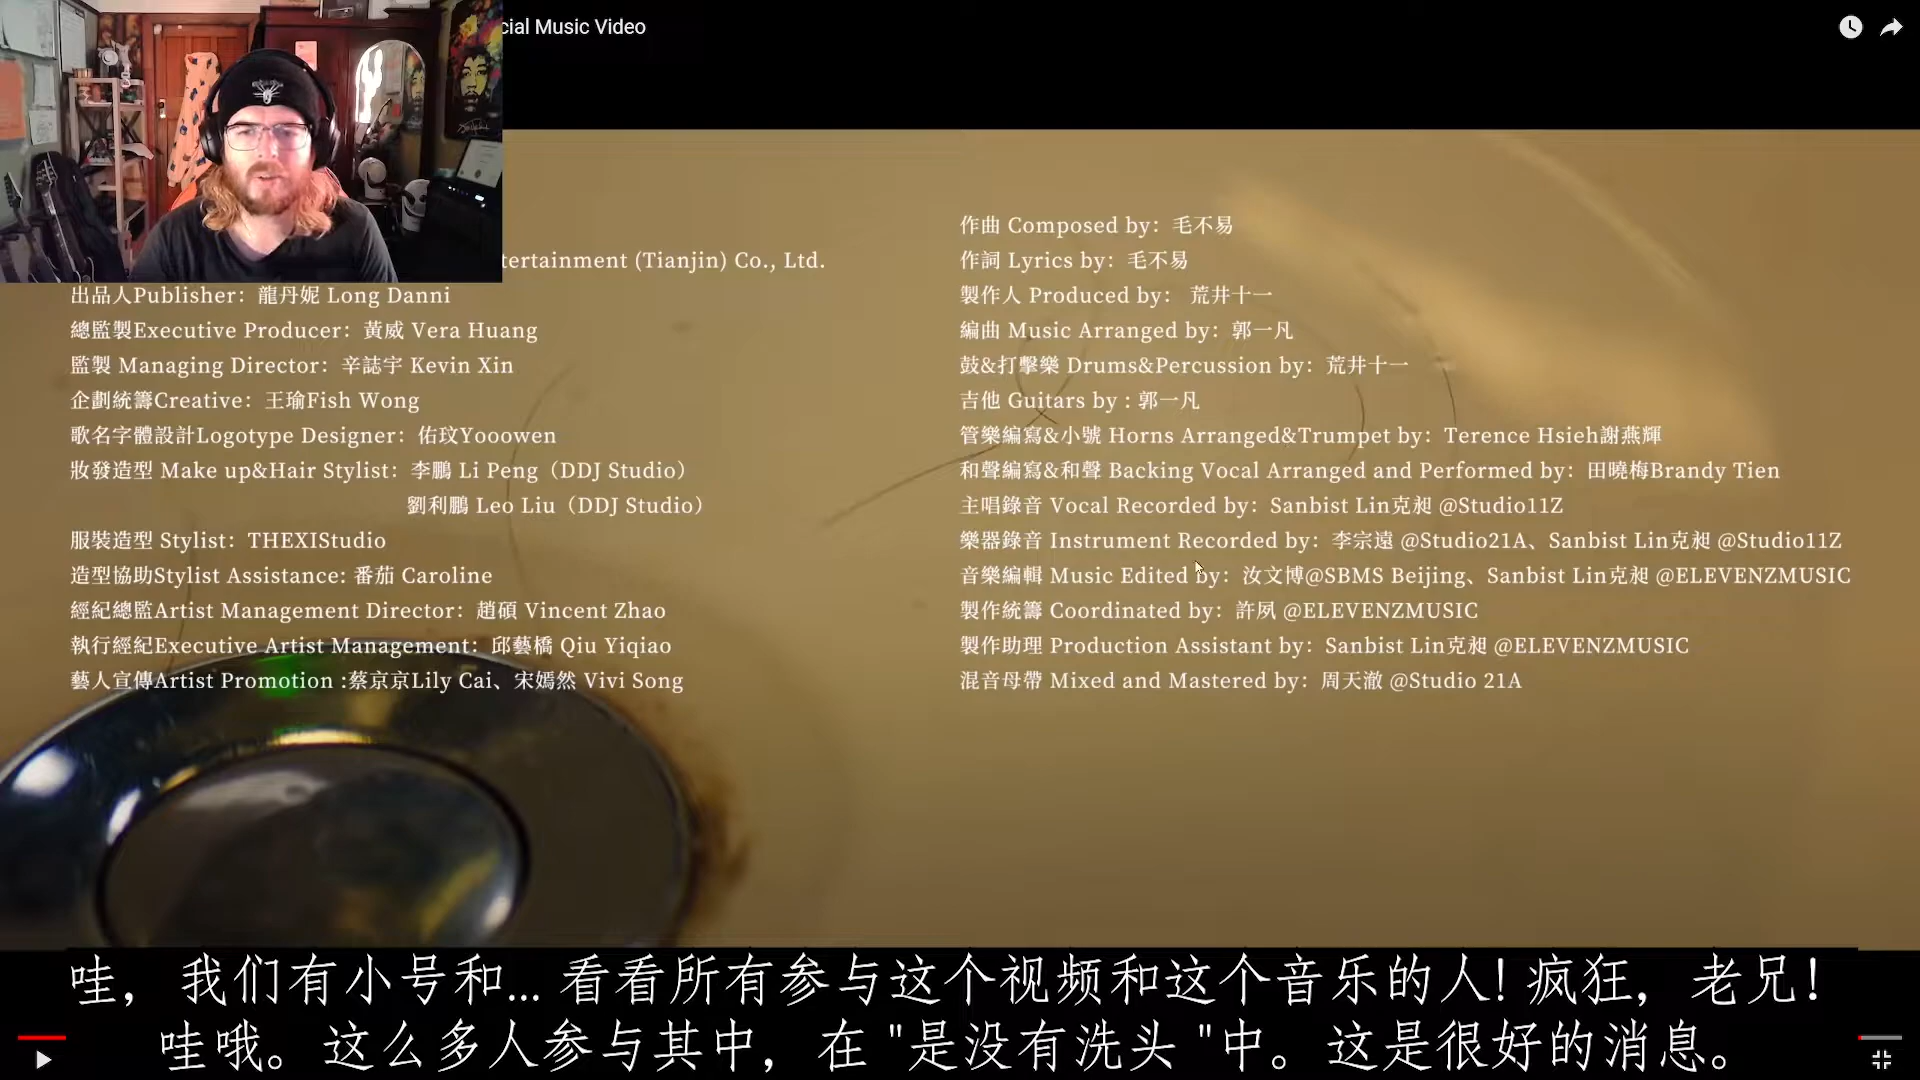 cial Music Video
tertainment (Tianjin) Co., Ltd.
出品人Publisher：龍丹妮 Long Danni
總監製Executive Producer：黃威 Vera Huang
監製 Managing Director：辛誌宇 Kevin Xin
企劃統籌Creative：王瑜Fish Wong
歌名字體設計Logotype Designer：佑玟Yooowen
妝發造型 Make up&Hair Stylist：李鵬 Li Peng（DDJ Studio）
劉利鵬 Leo Liu（DDJ Studio）
服裝造型 Stylist：THEXIStudio
造型協助Stylist Assistance: 番茄 Caroline
經紀總監Artist Management Director：趙碩 Vincent Zhao
執行經紀Executive Artist Management：邱藝橋 Qiu Yiqiao
藝人宣傳Artist Promotion :蔡京京Lily Cai、宋嫣然 Vivi Song
作曲 Composed by：毛不易
作詞 Lyrics by：毛不易
製作人 Produced by： 荒井十一
編曲 Music Arranged by：郭一凡
鼓&打擊樂 Drums&Percussion by：荒井十一
吉他 Guitars by : 郭一凡
管樂編寫&小號 Horns Arranged&Trumpet by：Terence Hsieh謝燕輝
和聲編寫&和聲 Backing Vocal Arranged and Performed by：田曉梅Brandy Tien
主唱錄音 Vocal Recorded by：Sanbist Lin克昶 @Studio11Z
樂器錄音 Instrument Recorded by：李宗遠 @Studio21A、Sanbist Lin克昶 @Studio11Z
音樂編輯 Music Edited by：汝文博@SBMS Beijing、Sanbist Lin克昶 @ELEVENZMUSIC
製作統籌 Coordinated by：許夙 @ELEVENZMUSIC
製作助理 Production Assistant by：Sanbist Lin克昶 @ELEVENZMUSIC
混音母帶 Mixed and Mastered by：周天澈 @Studio 21A
哇，我们有小号和... 看看所有参与这个视频和这个音乐的人! 疯狂，老兄!
哇哦。这么多人参与其中，在 "是没有洗头 "中。这是很好的消息。